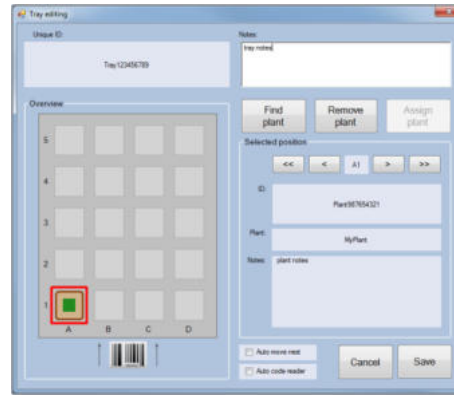 Tray editing
Unique ID:
Tray123456789
Notes:
tray notes
Overview
5
4
3
2
1
A B C D
Find plant
Remove plant
Assign plant
Selected position
<< < A1 > >>
ID:
Plant987654321
Plant:
MyPlant
Notes:
plant notes
Auto move next
Auto code reader
Cancel
Save